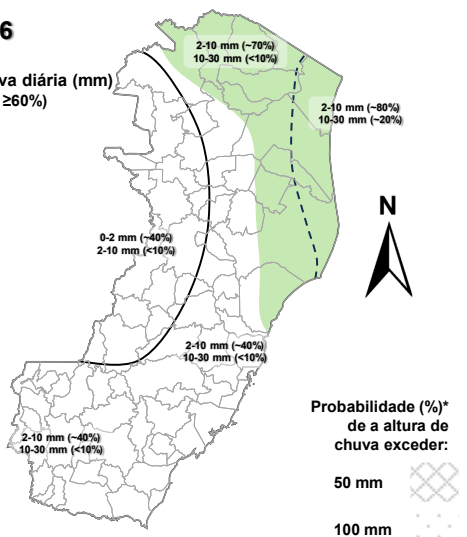 6
va diária (mm)
≥60%)
2-10 mm (~70%)
10-30 mm (<10%)
2-10 mm (~80%)
10-30 mm (~20%)
N
0-2 mm (~40%)
2-10 mm (<10%)
2-10 mm (~40%)
10-30 mm (<10%)
Probabilidade (%)*
de a altura de
chuva exceder:
2-10 mm (~40%)
10-30 mm (<10%)
50 mm
100 mm